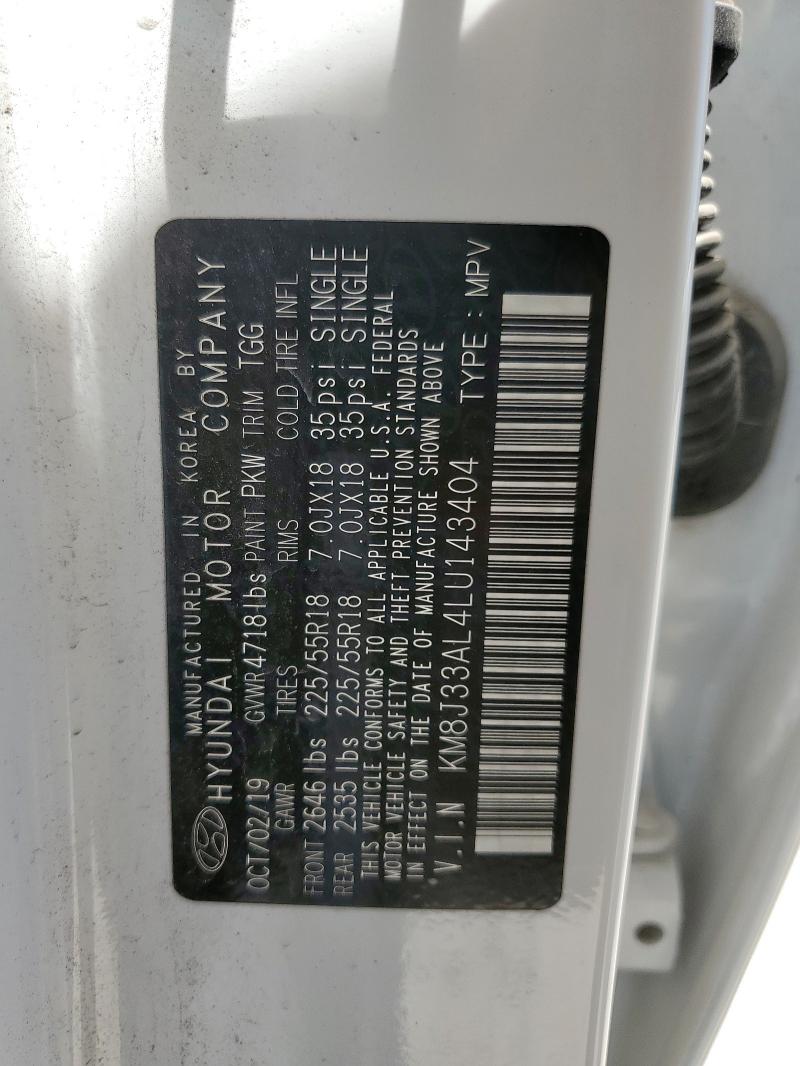 MANUFACTURED IN KOREA BY
HYUNDAI MOTOR COMPANY
OCT/02/19 GVWR 4718 lbs PAINT PKW TRIM TGG
GAWR TIRES RIMS COLD TIRE INFL
FRONT 2646 lbs 225/55R18 7.0JX18 35psi SINGLE
REAR 2535 lbs 225/55R18 7.0JX18 35psi SINGLE
THIS VEHICLE CONFORMS TO ALL APPLICABLE U.S.A. FEDERAL
MOTOR VEHICLE SAFETY AND THEFT PREVENTION STANDARDS
IN EFFECT ON THE DATE OF MANUFACTURE SHOWN ABOVE
V.I.N KM8J33AL4LU143404 TYPE : MPV